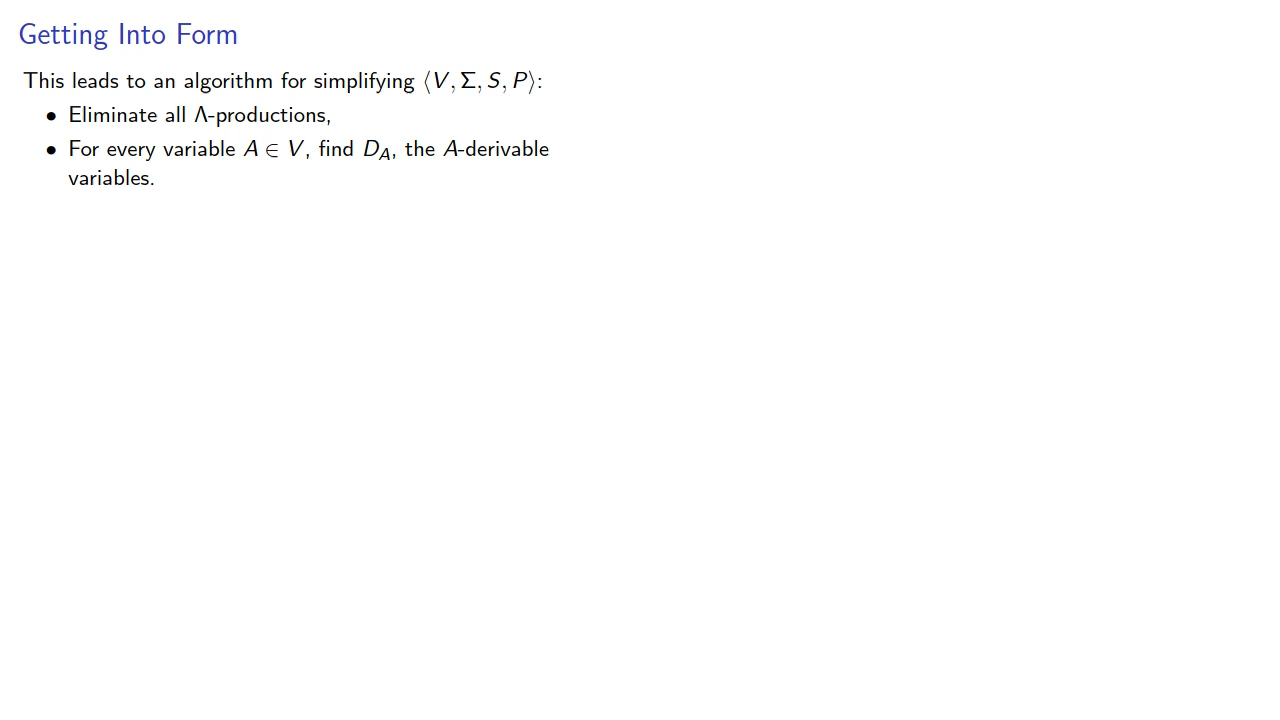 Getting Into Form
This leads to an algorithm for simplifying ⟨V, Σ, S, P⟩:
• Eliminate all Λ-productions,
• For every variable A ∈ V, find D_A, the A-derivable
variables.